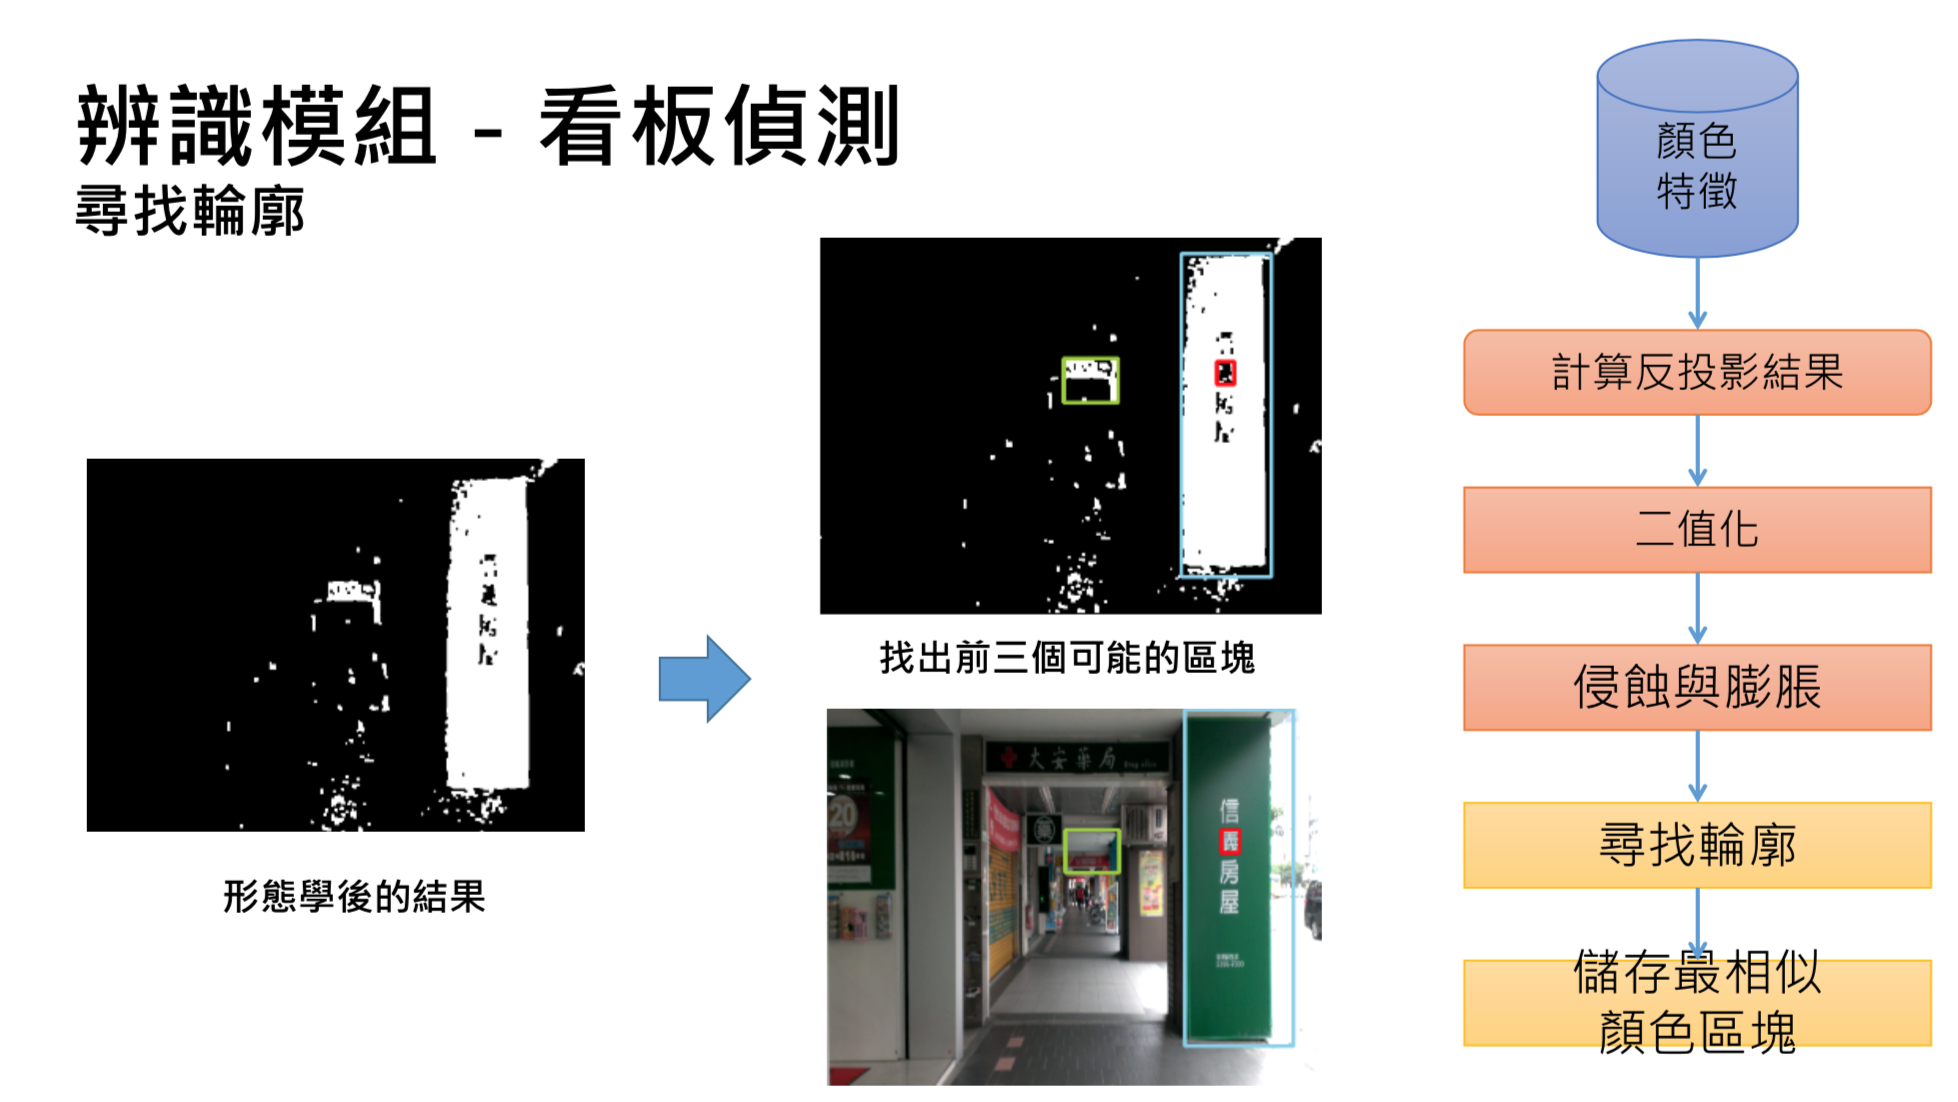 辨識模組 - 看板偵測
尋找輪廓
形態學後的結果
找出前三個可能的區塊
大安藥局
20
信
義
房
屋
顏色
特徵
計算反投影結果
二值化
侵蝕與膨脹
尋找輪廓
儲存最相似
顏色區塊